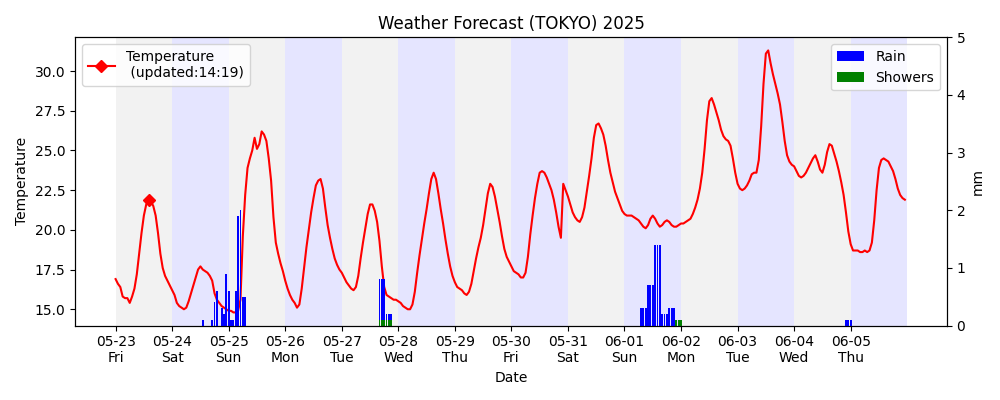 Weather Forecast (TOKYO) 2025
Temperature
(updated:14:19)
Rain
Showers
Temperature
30.0
27.5
25.0
22.5
20.0
17.5
15.0
5
4
3
2
1
0
mm
05-23 05-24 05-25 05-26 05-27 05-28 05-29 05-30 05-31 06-01 06-02 06-03 06-04 06-05
Fri Sat Sun Mon Tue Wed Thu Fri Sat Sun Mon Tue Wed Thu
Date